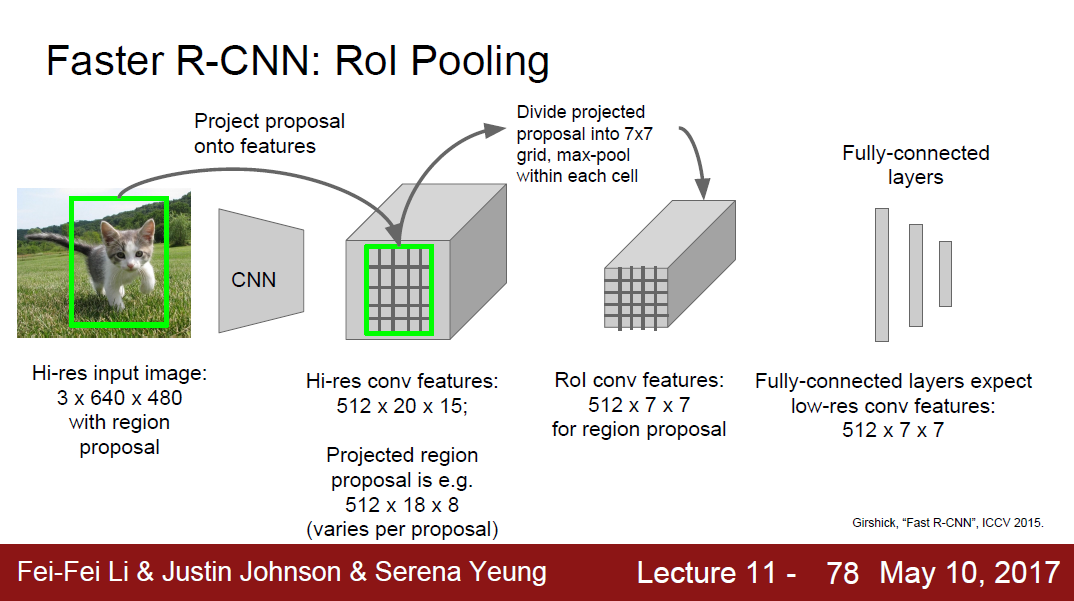 Faster R-CNN: RoI Pooling
Project proposal
onto features
Divide projected
proposal into 7x7
grid, max-pool
within each cell
Fully-connected
layers
CNN
Hi-res input image:
3 x 640 x 480
with region
proposal
Hi-res conv features:
512 x 20 x 15;
Projected region
proposal is e.g.
512 x 18 x 8
(varies per proposal)
RoI conv features:
512 x 7 x 7
for region proposal
Fully-connected layers expect
low-res conv features:
512 x 7 x 7
Girshick, “Fast R-CNN”, ICCV 2015.
Fei-Fei Li & Justin Johnson & Serena Yeung
Lecture 11 - 78 May 10, 2017